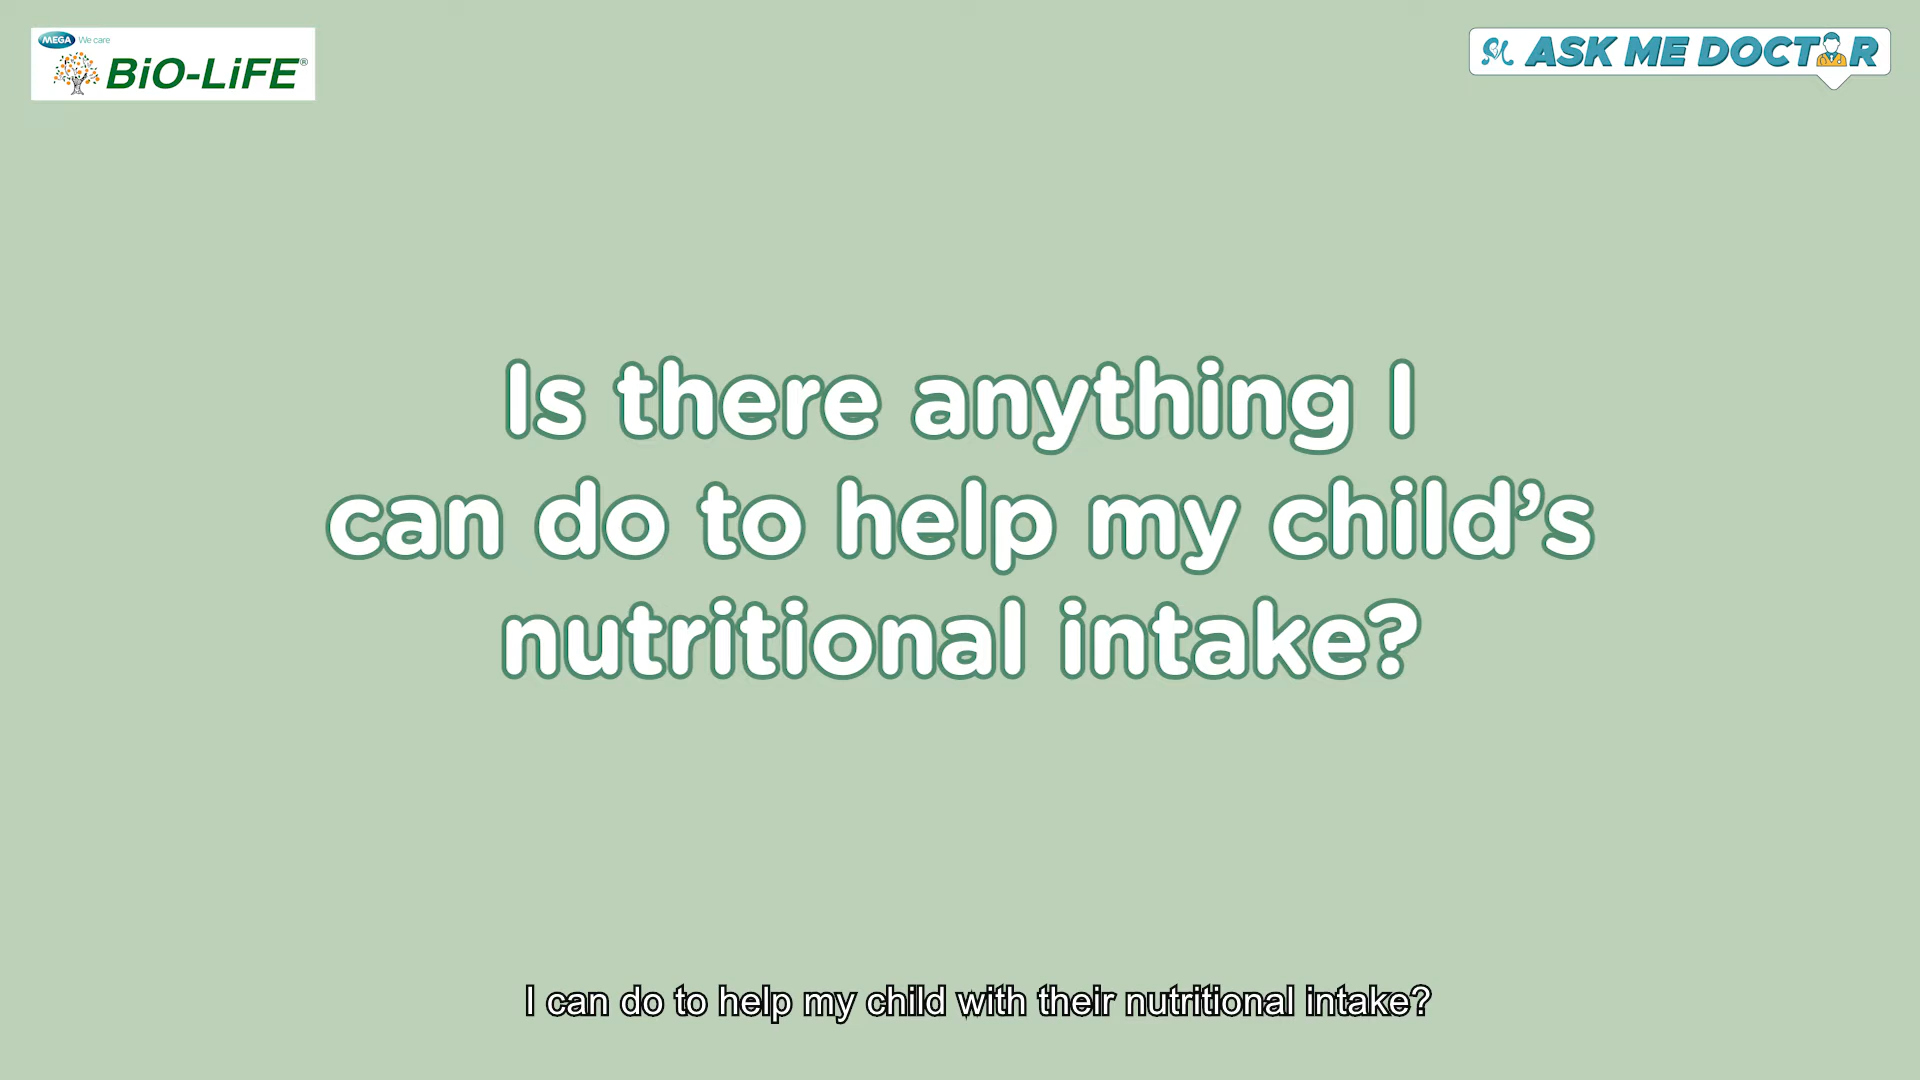 MEGA We care
BiO-LiFE®
ASK ME DOCTOR
Is there anything I
can do to help my child’s
nutritional intake?
I can do to help my child with their nutritional intake?